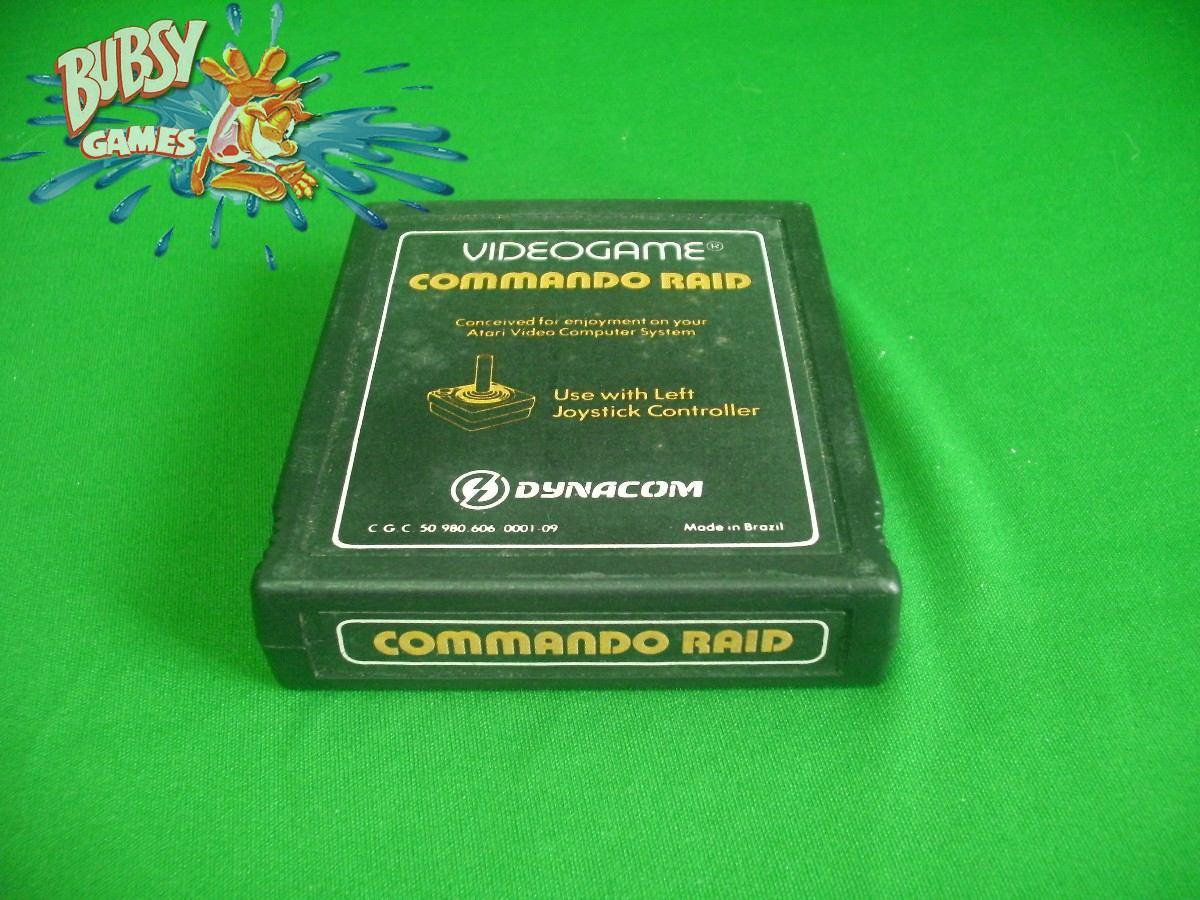 BUBSY
GAMES
VIDEOGAME®
COMMANDO RAID
Conceived for enjoyment on your
Atari Video Computer System
Use with Left
Joystick Controller
DYNACOM
C.G.C. 50.980.606 0001-09
Made in Brazil
COMMANDO RAID